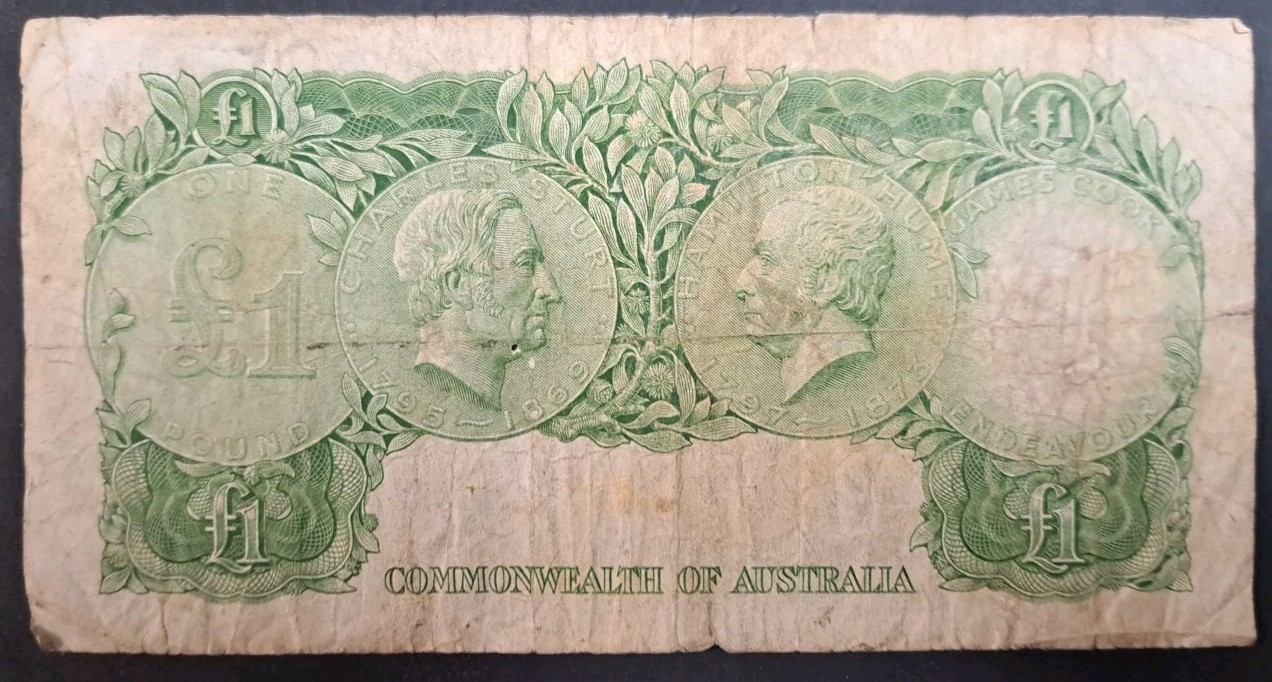 £1
£1
ONE
£1
POUND
CHARLES STURT
1795–1869
HAMILTON HUME
1797–1873
JAMES COOK
ENDEAVOUR
£1
£1
COMMONWEALTH OF AUSTRALIA